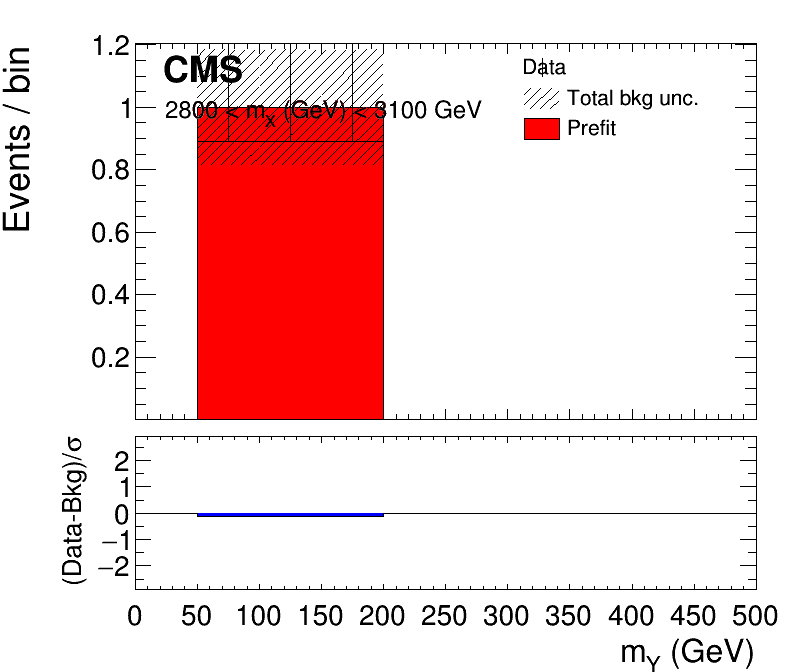 1.2
CMS
Data
Total bkg unc.
Prefit
2800 < mX (GeV) < 3100 GeV
Events / bin
1
0.8
0.6
0.4
0.2
(Data-Bkg)/σ
2
1
0
−1
−2
0 50 100 150 200 250 300 350 400 450 500
mY (GeV)